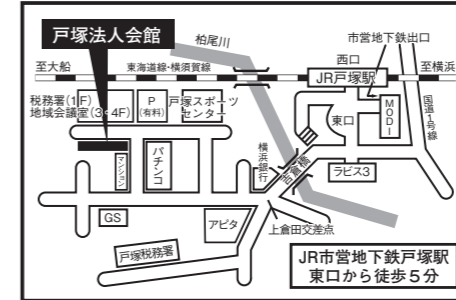 戸塚法人会館
柏尾川
市営地下鉄出口
西口
至大船
東海道線・横須賀線
JR戸塚駅
至横浜
税務署(1F)
地域会議室(3・4F)
P
(有料)
戸塚スポーツ
センター
東口
MODI
国道1号線
マンション
パチンコ
横浜銀行
吉倉橋
ラピス3
GS
アピタ
上倉田交差点
戸塚税務署
JR市営地下鉄戸塚駅
東口から徒歩5分